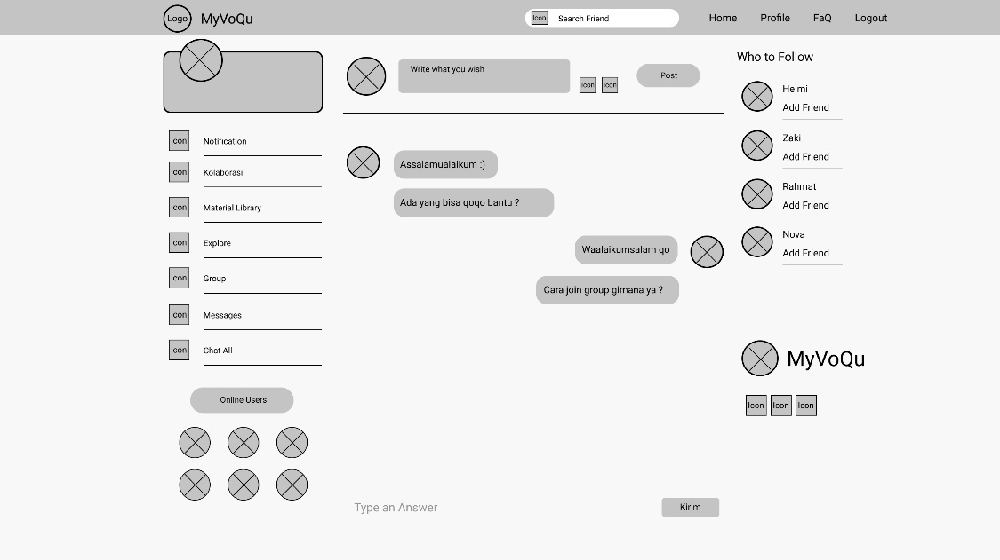 Logo
MyVoQu
Icon
Search Friend
Home
Profile
FaQ
Logout
Icon
Notification
Icon
Kolaborasi
Icon
Material Library
Icon
Explore
Icon
Group
Icon
Messages
Icon
Chat All
Online Users
Write what you wish
Icon
Icon
Post
Assalamualaikum :)
Ada yang bisa qoqo bantu ?
Waalaikumsalam qo
Cara join group gimana ya ?
Type an Answer
Kirim
Who to Follow
Helmi
Add Friend
Zaki
Add Friend
Rahmat
Add Friend
Nova
Add Friend
MyVoQu
Icon
Icon
Icon